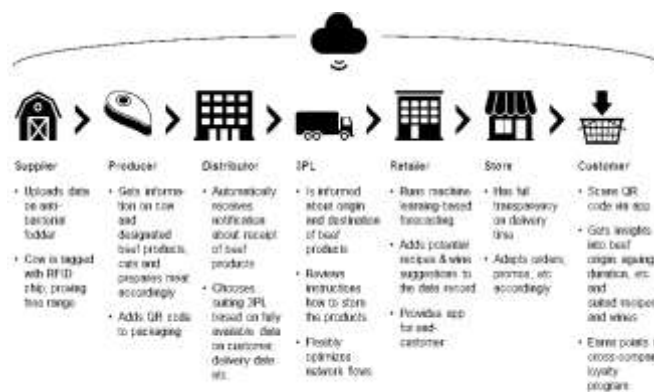 Supplier
• Uploads data
on anti-
bacterial
fodder
• Cow is tagged
with RFID
chip, proving
free range
Producer
• Gets informa-
tion on cow
and
designated
beef products,
cuts and
prepares meat
accordingly
• Adds QR code
to packaging
Distributor
• Automatically
receives
notification
about receipt
of beef
products
• Chooses
suiting 3PL
based on fully
available data
on customer,
delivery date
etc.
3PL
• Is informed
about origin
and destination
of beef
products
• Reviews
instructions
how to store
the products
• Flexibly
optimizes
network flows
Retailer
• Runs machine
learning-based
forecasting
• Adds potential
recipes & wine
suggestions to
the data record
• Provides app
for end-
customer
Store
• Has full
transparency
on delivery
time
• Adapts orders,
promos, etc
accordingly
Customer
• Scans QR
code via app
• Gets insights
into beef
origin, ageing
duration, etc.
and
suited recipes
and wines
• Earns points
cross-compan
loyalty
program